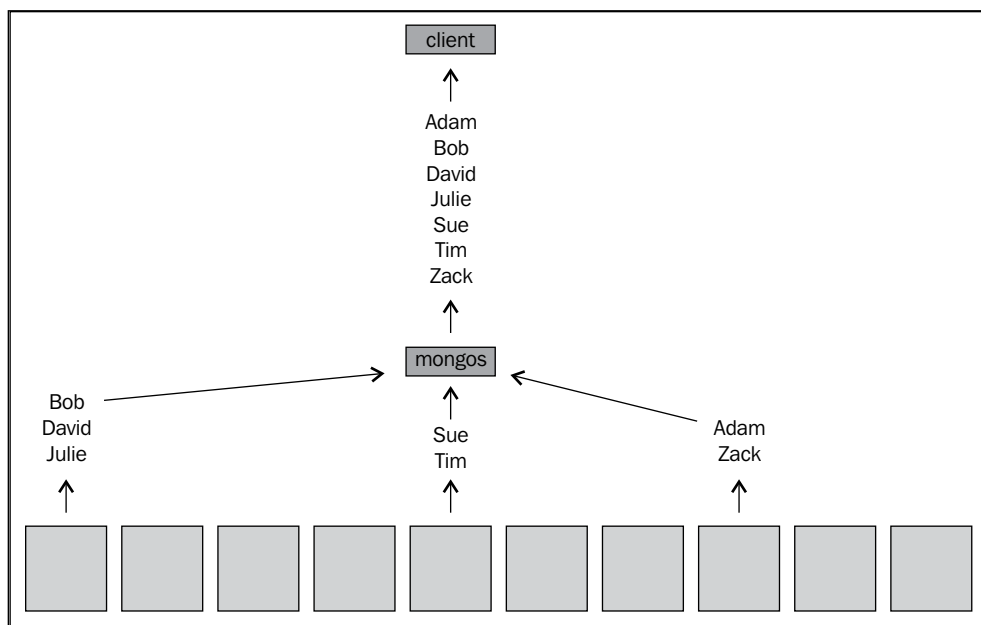 client
Adam
Bob
David
Julie
Sue
Tim
Zack
mongos
Bob
David
Julie
Sue
Tim
Adam
Zack